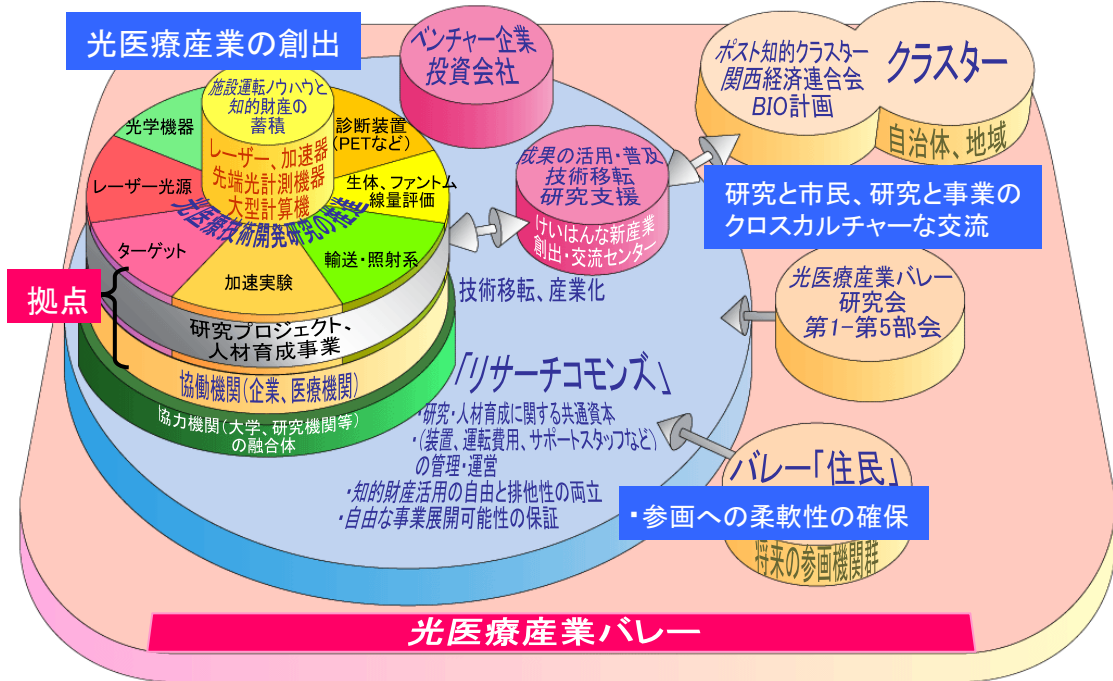 光医療産業の創出
ベンチャー企業
投資会社
ポスト知的クラスター
関西経済連合会
BIO計画
クラスター
自治体、地域
施設運転ノウハウと
知的財産の
蓄積
レーザー、加速器
先端光計測機器
大型計算機
光医療技術開発研究の推進
光学機器
診断装置
(PETなど)
レーザー光源
生体、ファントム
線量評価
ターゲット
加速実験
輸送・照射系
成果の活用・普及
技術移転
研究支援
けいはんな新産業
創出・交流センター
研究と市民、研究と事業の
クロスカルチャーな交流
拠点
研究プロジェクト、
人材育成事業
協働機関(企業、医療機関)
協力機関(大学、研究機関等)
の融合体
技術移転、産業化
光医療産業バレー
研究会
第1-第5部会
「リサーチコモンズ」
・研究・人材育成に関する共通資本
・(装置、運転費用、サポートスタッフなど)
の管理・運営
・知的財産活用の自由と排他性の両立
・自由な事業展開可能性の保証
バレー「住民」
・参画への柔軟性の確保
将来の参画機関群
光医療産業バレー